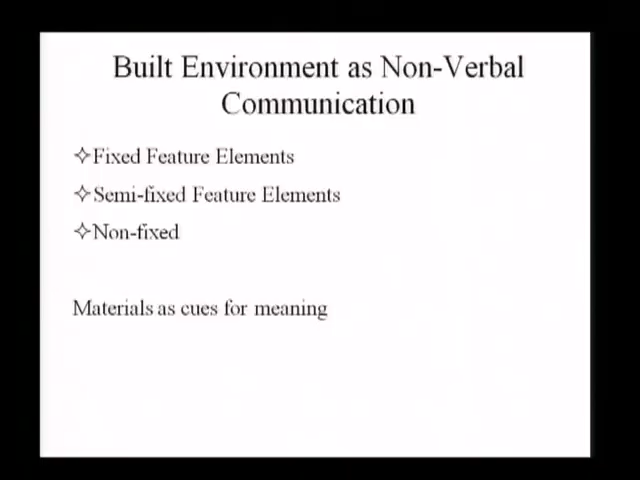 Built Environment as Non-Verbal
Communication
✧Fixed Feature Elements
✧Semi-fixed Feature Elements
✧Non-fixed
Materials as cues for meaning